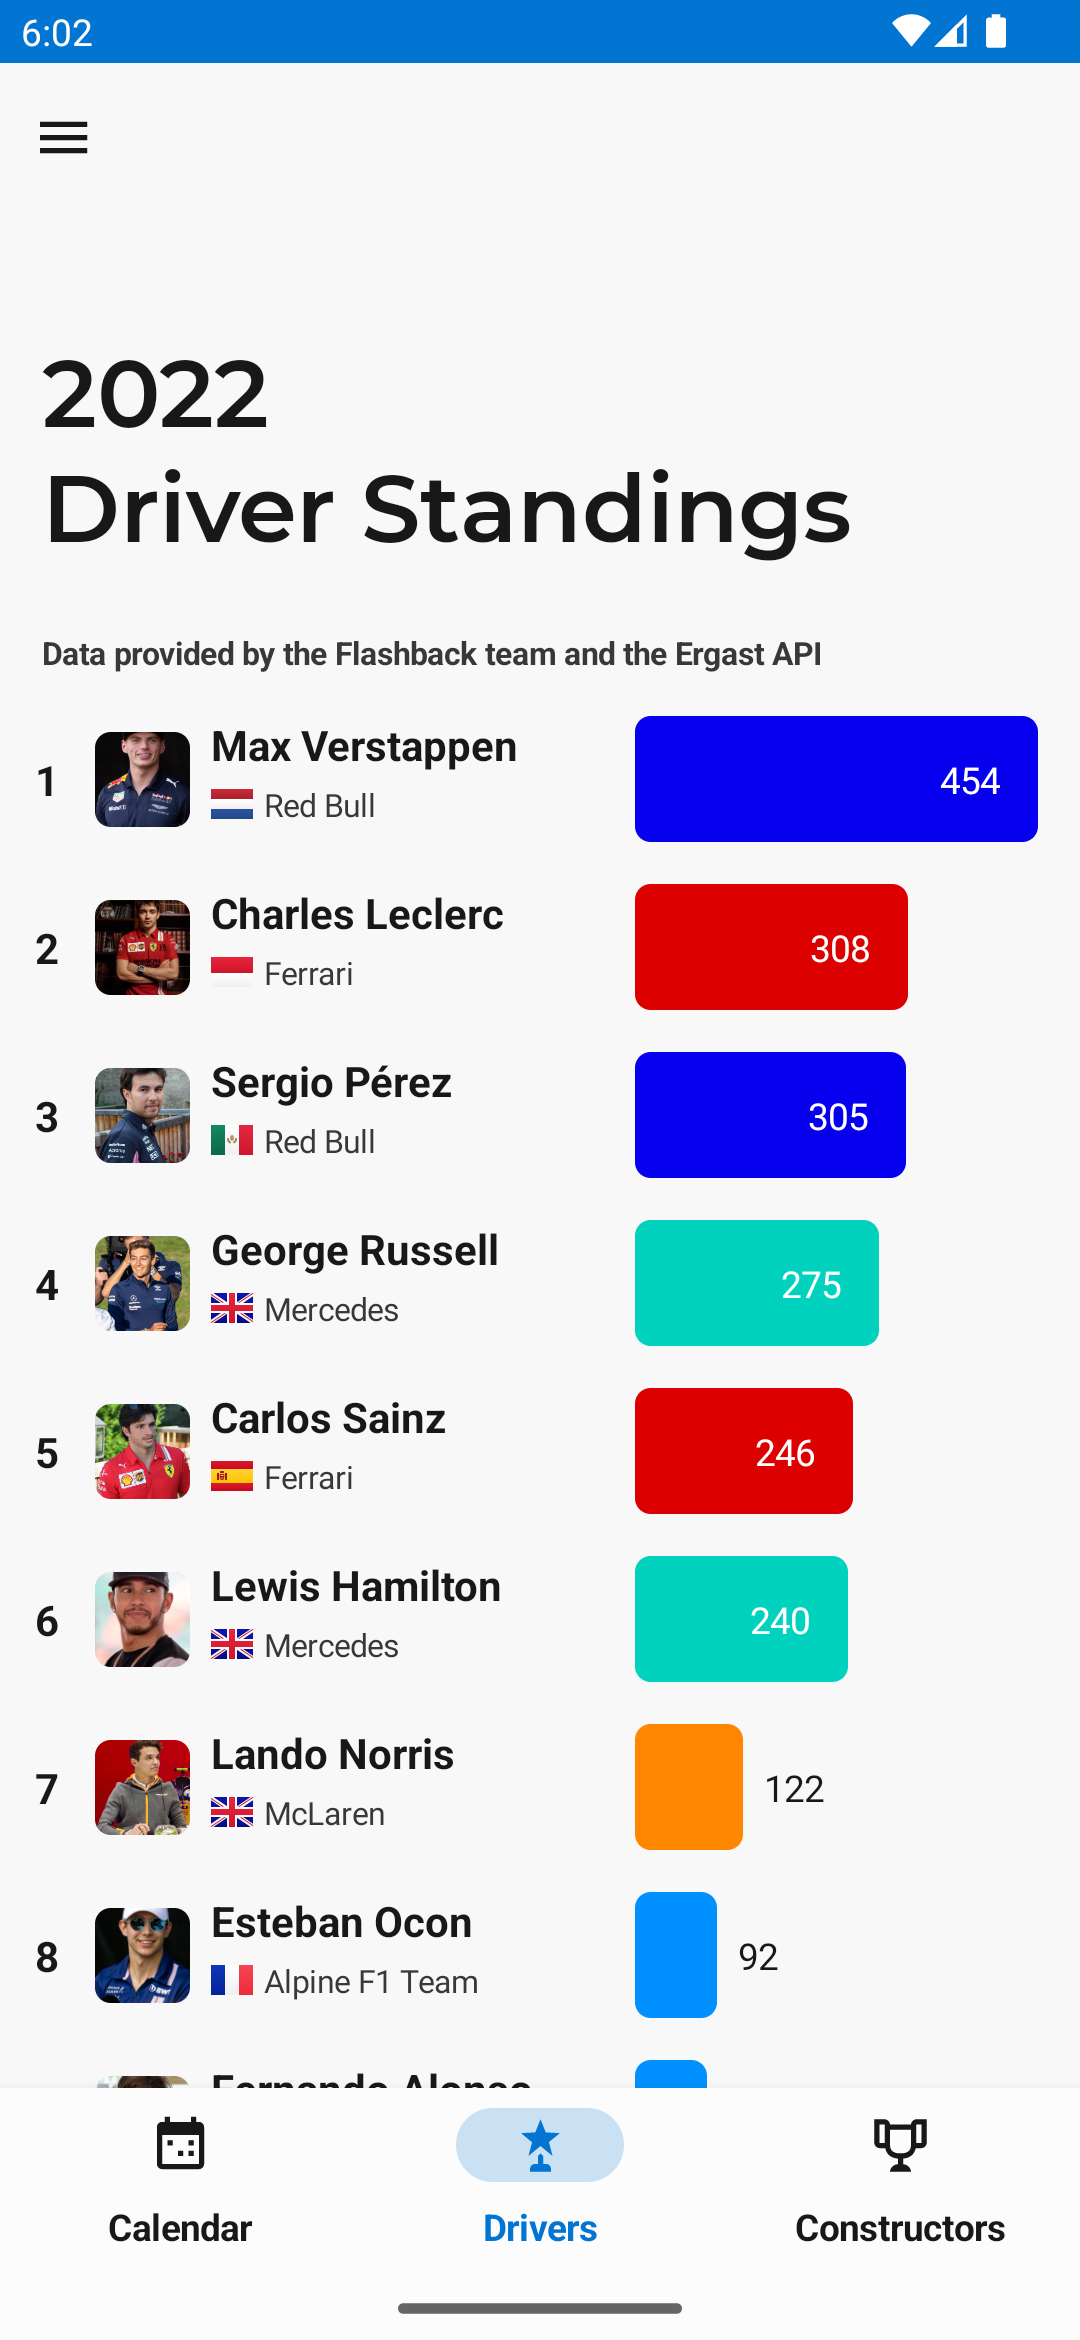 6:02
2022
Driver Standings
Data provided by the Flashback team and the Ergast API
1
Max Verstappen
Red Bull
454
2
Charles Leclerc
Ferrari
308
3
Sergio Pérez
Red Bull
305
4
George Russell
Mercedes
275
5
Carlos Sainz
Ferrari
246
6
Lewis Hamilton
Mercedes
240
7
Lando Norris
McLaren
122
8
Esteban Ocon
Alpine F1 Team
92
Fernando Alonso
Calendar
Drivers
Constructors